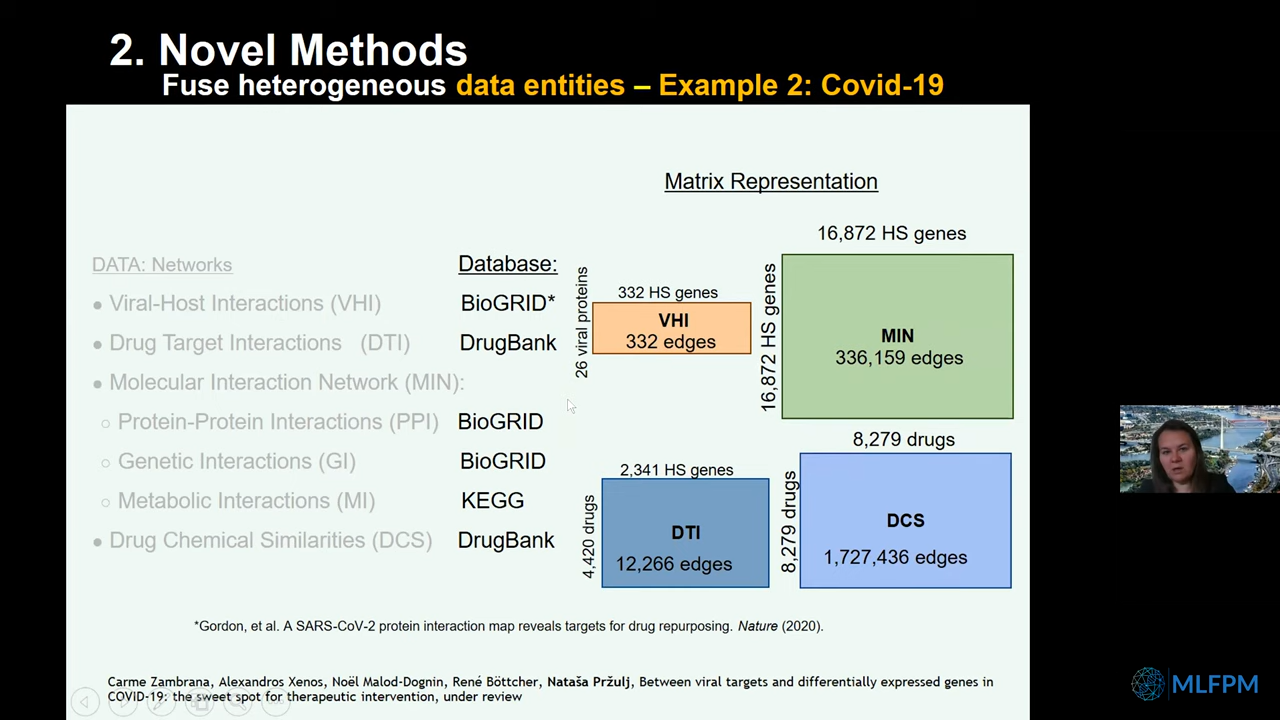 2. Novel Methods
Fuse heterogeneous data entities – Example 2: Covid-19
Matrix Representation
DATA: Networks
Database:
● Viral-Host Interactions (VHI) BioGRID*
● Drug Target Interactions (DTI) DrugBank
● Molecular Interaction Network (MIN):
○ Protein-Protein Interactions (PPI) BioGRID
○ Genetic Interactions (GI) BioGRID
○ Metabolic Interactions (MI) KEGG
● Drug Chemical Similarities (DCS) DrugBank
332 HS genes
26 viral proteins
VHI
332 edges
16,872 HS genes
16,872 HS genes
MIN
336,159 edges
2,341 HS genes
4,420 drugs
DTI
12,266 edges
8,279 drugs
8,279 drugs
DCS
1,727,436 edges
*Gordon, et al. A SARS-CoV-2 protein interaction map reveals targets for drug repurposing. Nature (2020).
Carme Zambrana, Alexandros Xenos, Noël Malod-Dognin, René Böttcher, Nataša Pržulj, Between viral targets and differentially expressed genes in
COVID-19: the sweet spot for therapeutic intervention, under review
MLFPM